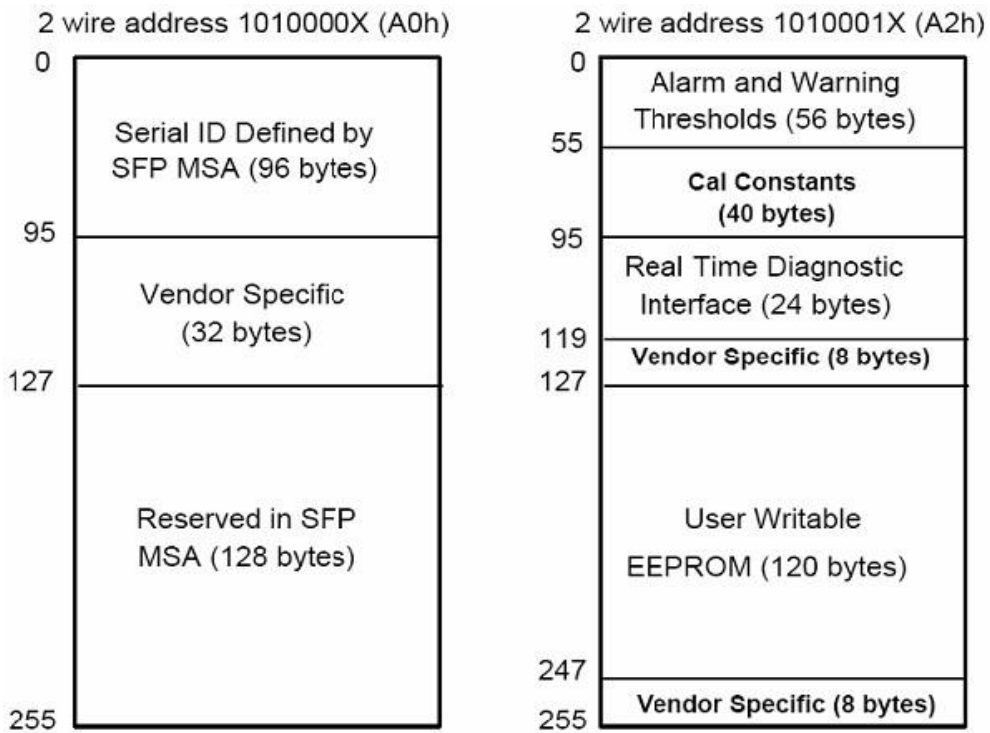 2 wire address 1010000X (A0h)
0
Serial ID Defined by
SFP MSA (96 bytes)
95
Vendor Specific
(32 bytes)
127
Reserved in SFP
MSA (128 bytes)
255
2 wire address 1010001X (A2h)
0
Alarm and Warning
Thresholds (56 bytes)
55
Cal Constants
(40 bytes)
95
Real Time Diagnostic
Interface (24 bytes)
119
Vendor Specific (8 bytes)
127
User Writable
EEPROM (120 bytes)
247
Vendor Specific (8 bytes)
255